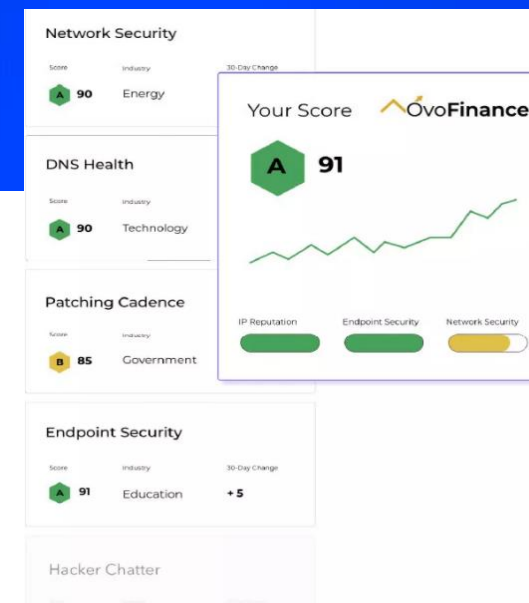 Network Security
Score Industry 30-Day Change
A 90 Energy
DNS Health
Score Industry
A 90 Technology
Patching Cadence
Score Industry
B 85 Government
Endpoint Security
Score Industry 30-Day Change
A 91 Education +5
Hacker Chatter
Your Score ÓvoFinance
A 91
IP Reputation Endpoint Security Network Security